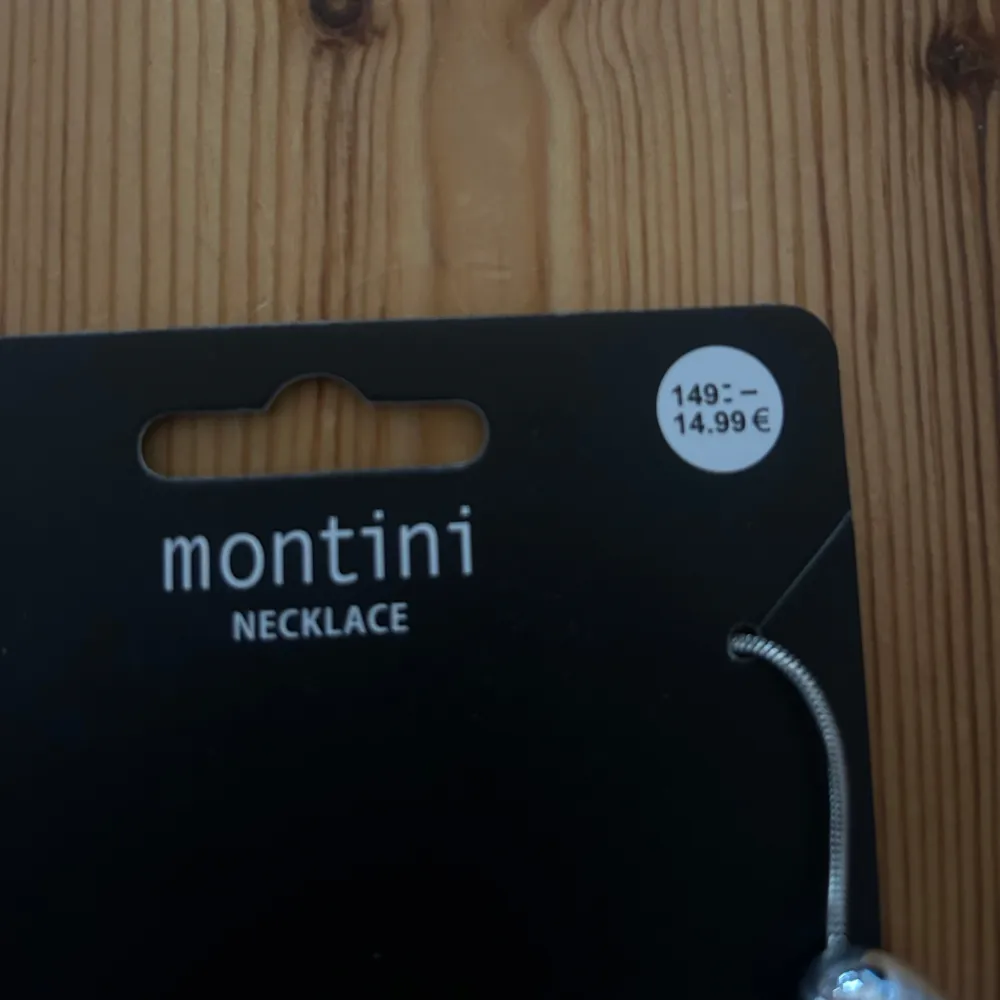 149:-
14.99€
montini
NECKLACE